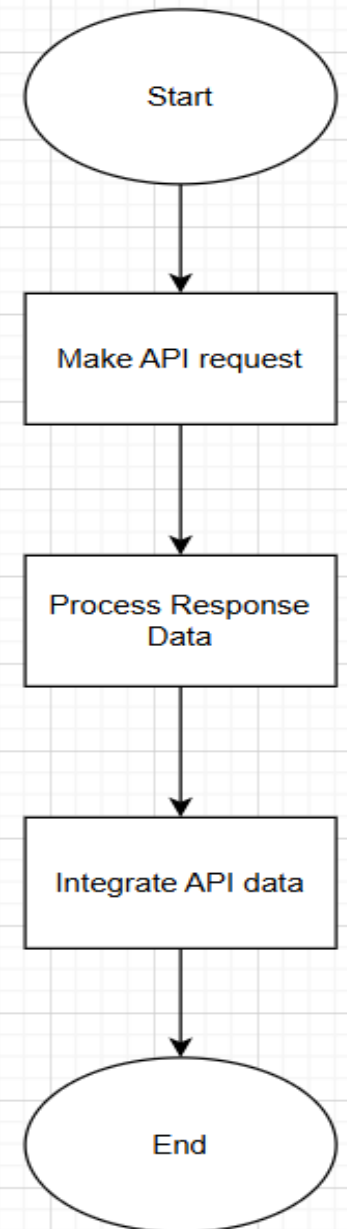 Start
Make API request
Process Response
Data
Integrate API data
End